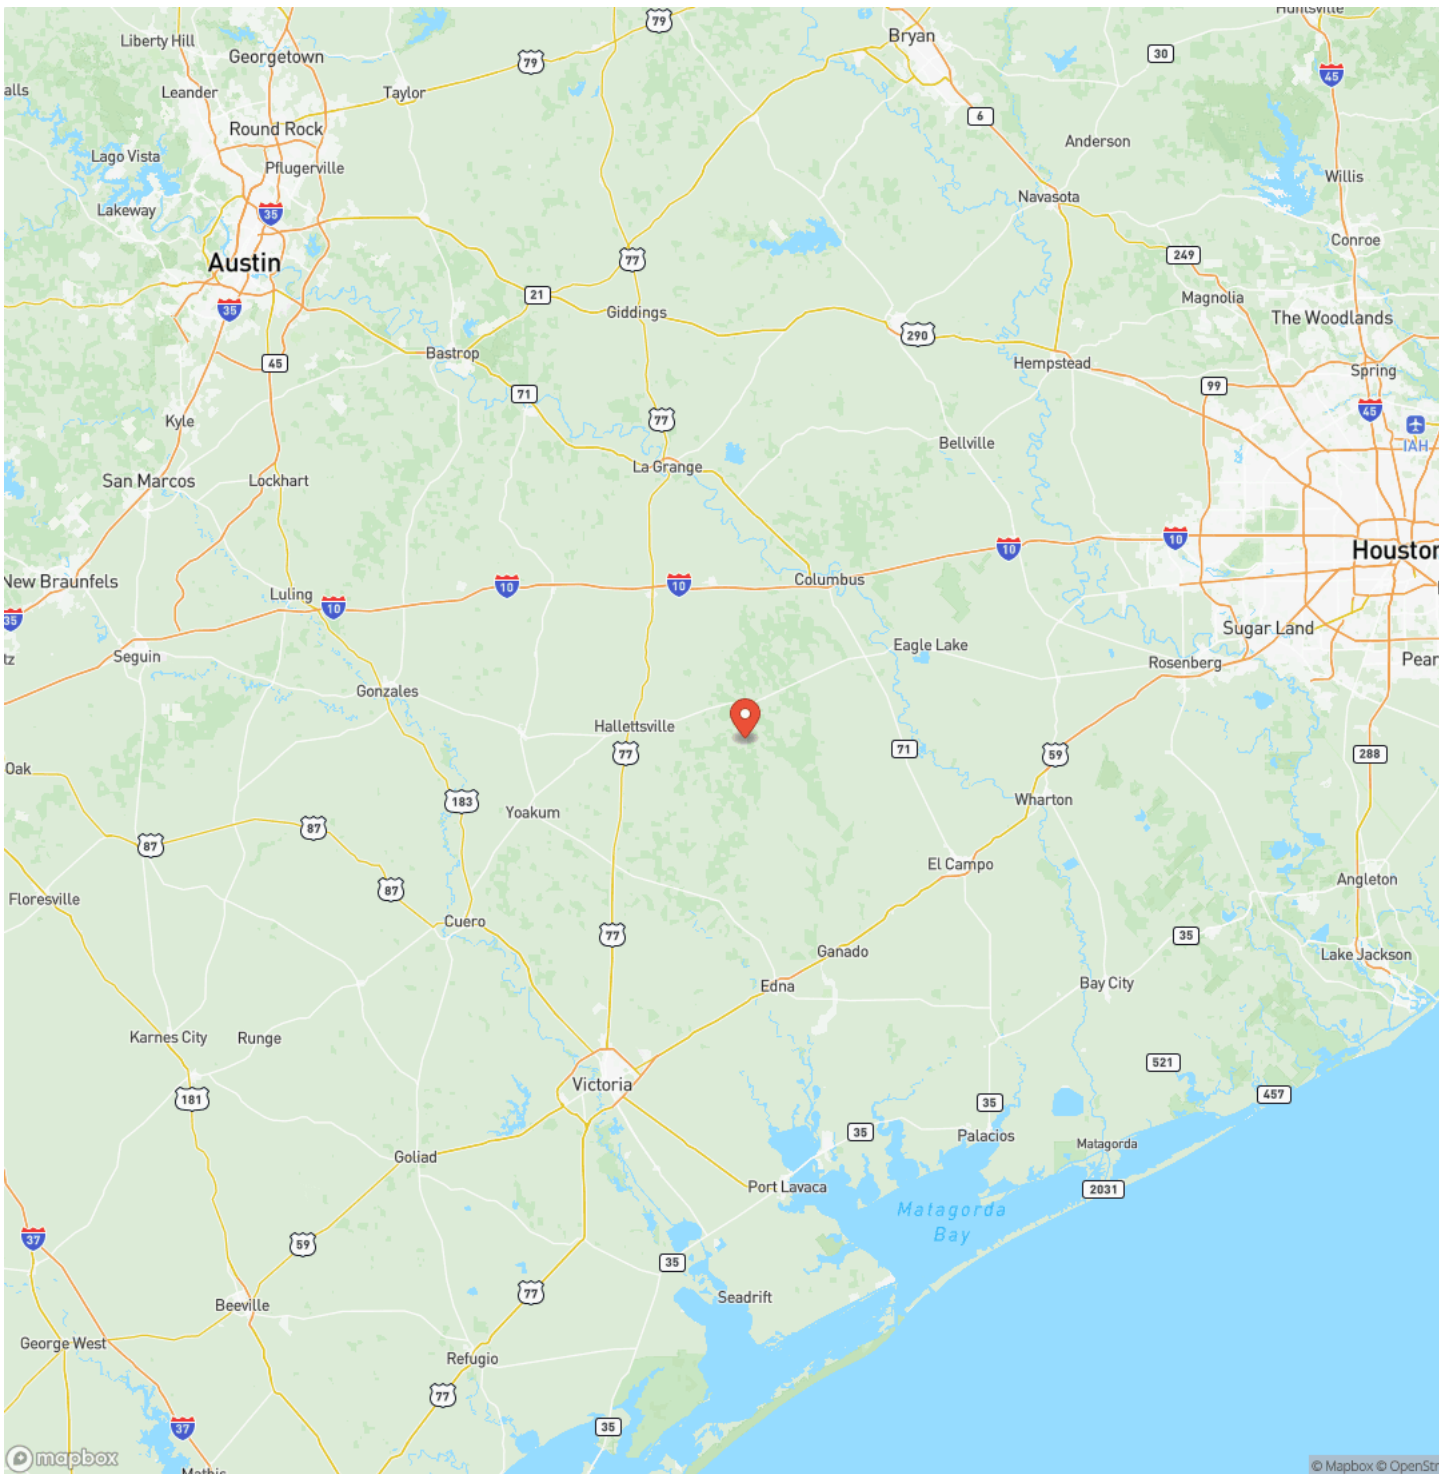 79
Huntsville
Liberty Hill
Bryan
30
Georgetown
79
45
alls
Leander
Taylor
6
Round Rock
Anderson
Lago Vista
Pflugerville
Willis
Navasota
Lakeway
35
Conroe
77
249
Austin
21
Magnolia
35
Giddings
The Woodlands
290
Bastrop
Hempstead
45
Spring
99
71
45
Kyle
77
IAH
Bellville
La Grange
San Marcos
Lockhart
10
10
Houston
New Braunfels
10
10
Columbus
Luling
10
35
Sugar Land
Eagle Lake
tz
Seguin
Rosenberg
Pear
Gonzales
Hallettsville
77
71
59
288
Oak
183
Wharton
Yoakum
87
87
El Campo
Angleton
87
Floresville
Cuero
77
35
Ganado
Lake Jackson
Edna
Bay City
Karnes City
Runge
521
Victoria
181
457
35
35
Palacios
Matagorda
Goliad
Port Lavaca
2031
Matagorda
Bay
37
59
35
77
Seadrift
Beeville
George West
Refugio
77
35
37
mapbox
Mathis
© Mapbox © OpenStr